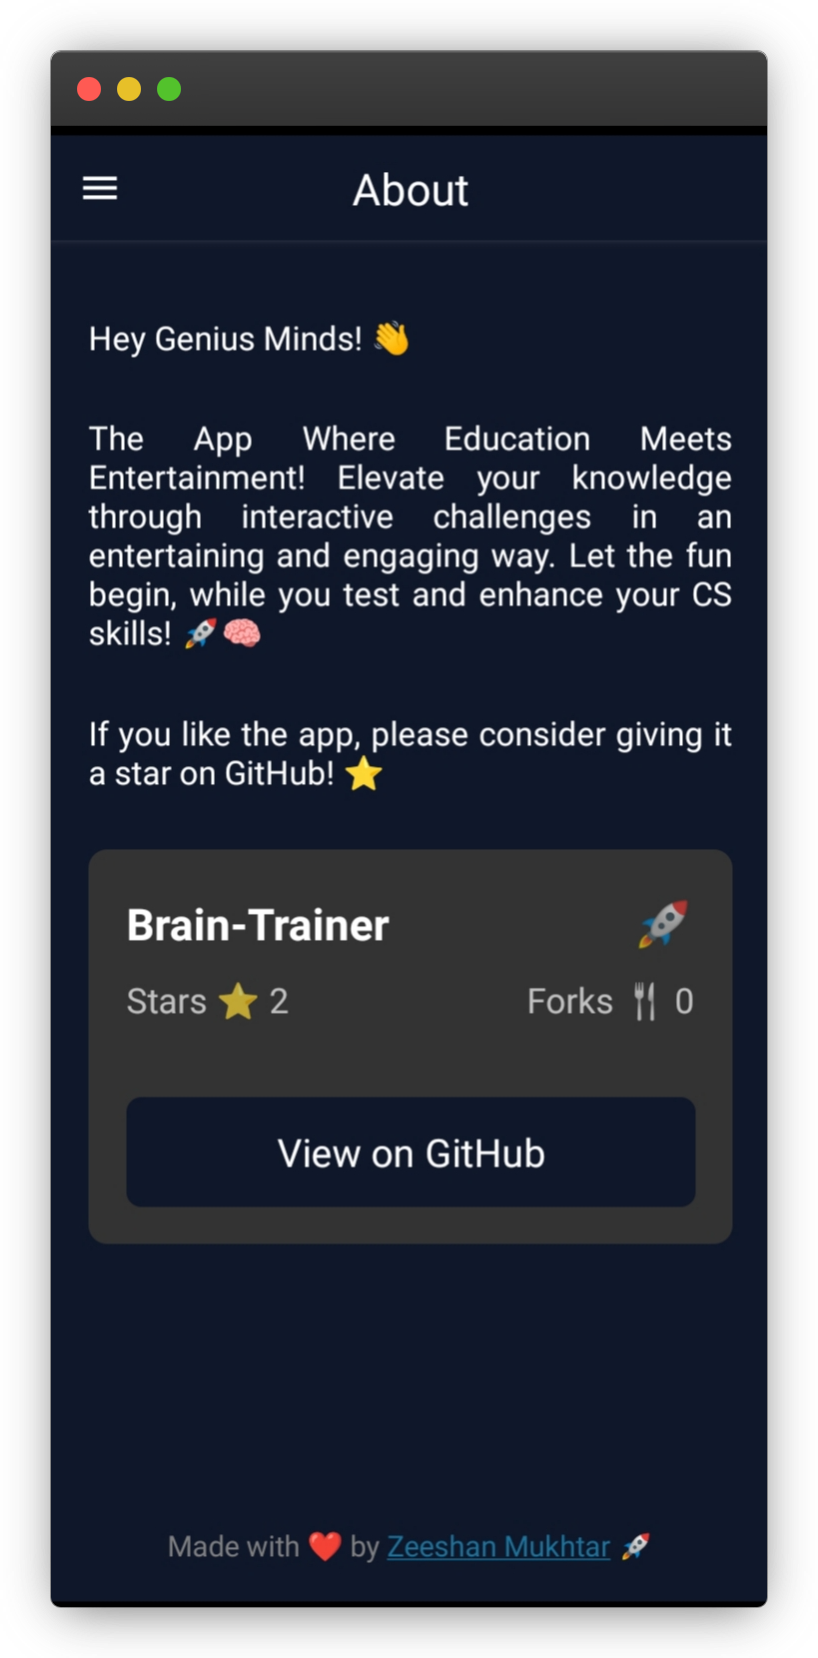 About
Hey Genius Minds! 👋
The App Where Education Meets
Entertainment! Elevate your knowledge
through interactive challenges in an
entertaining and engaging way. Let the fun
begin, while you test and enhance your CS
skills! 🚀🧠
If you like the app, please consider giving it
a star on GitHub! ⭐
Brain-Trainer 🚀
Stars ⭐ 2 Forks 🍴 0
View on GitHub
Made with ❤️ by Zeeshan Mukhtar 🚀